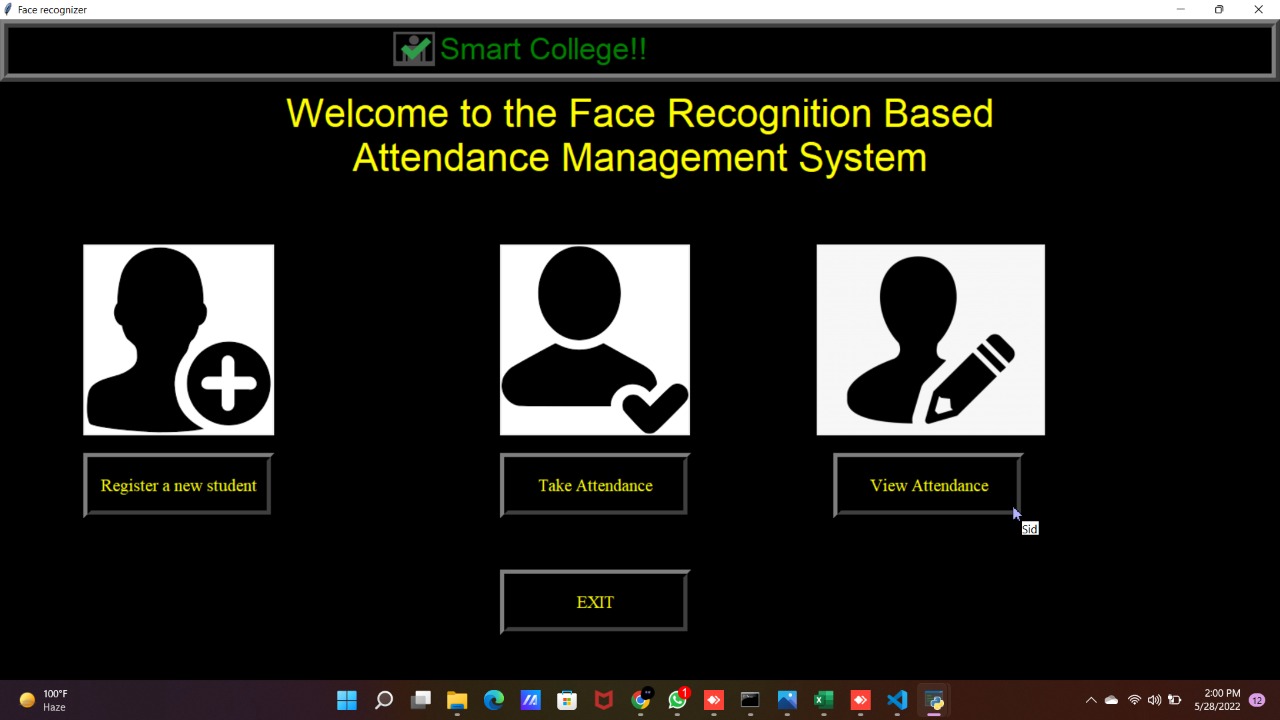 Face recognizer
Smart College!!
Welcome to the Face Recognition Based
Attendance Management System
Register a new student
Take Attendance
View Attendance
Sid
EXIT
100°F
Haze
1
2:00 PM
5/28/2022
12